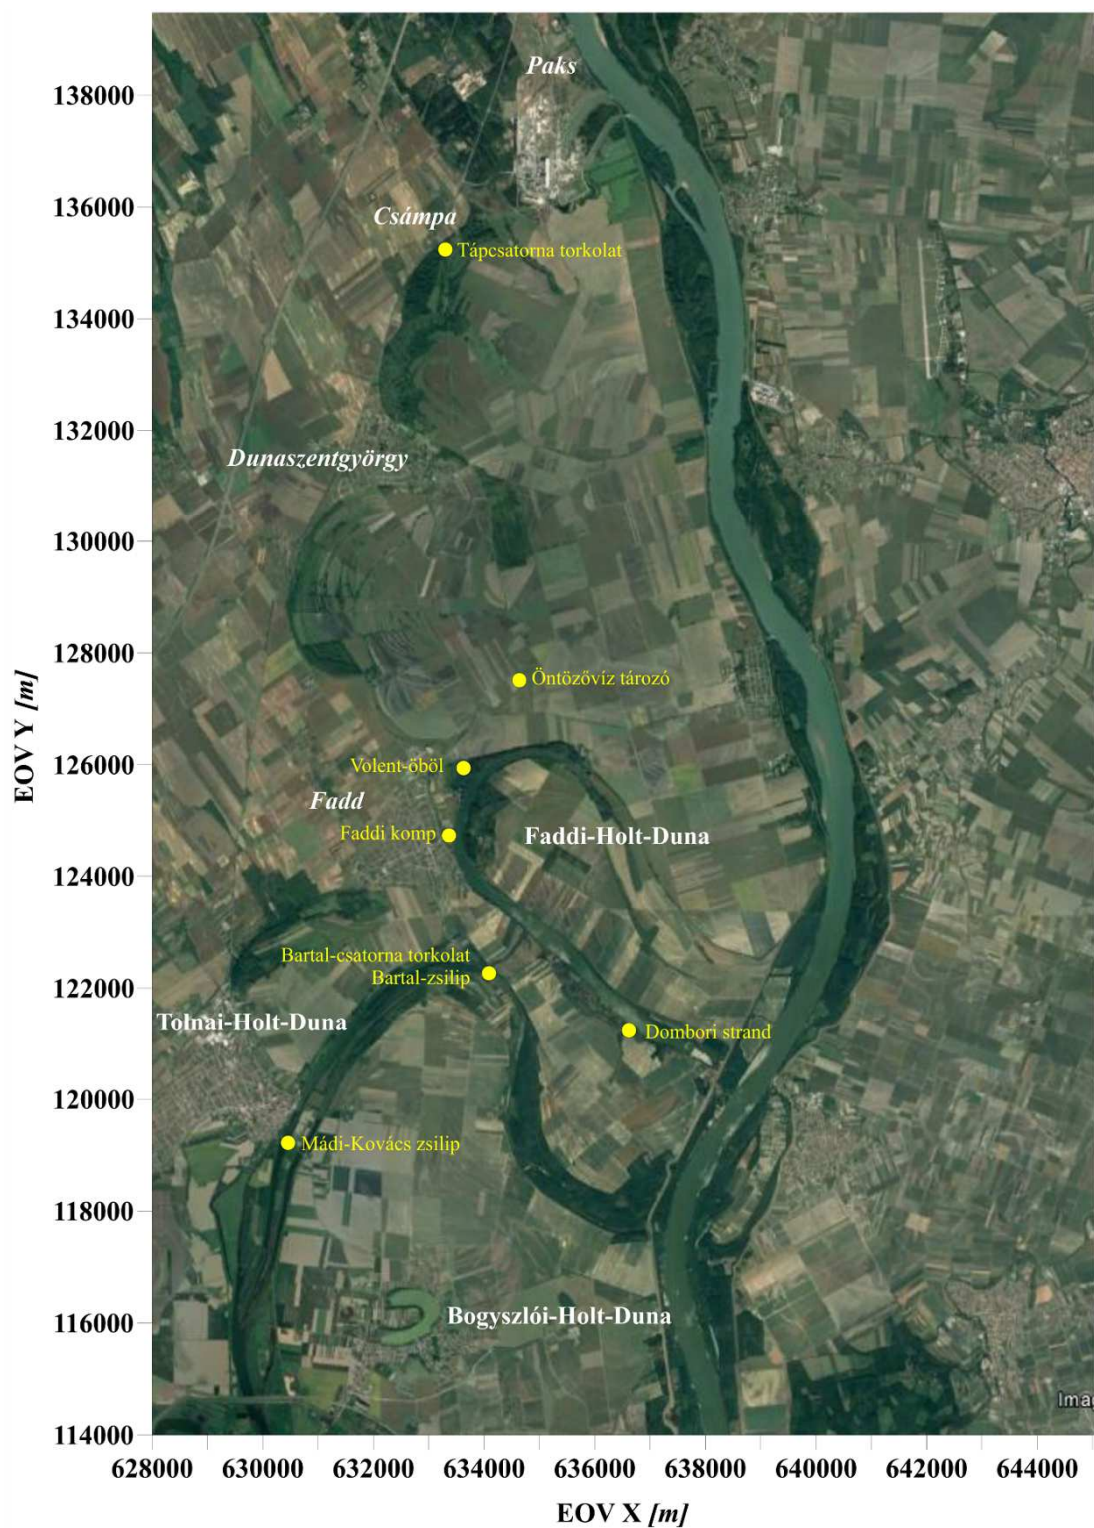 Paks
138000
136000
Csámpa
Tápcsatorna torkolat
134000
132000
Dunaszentgyörgy
130000
128000
Öntözővíz tározó
EOV Y [m]
126000
Volent-öböl
Fadd
Faddi komp
Faddi-Holt-Duna
124000
Bartal-csatorna torkolat
Bartal-zsilip
122000
Tolnai-Holt-Duna
Dombori strand
120000
Mádi-Kovács zsilip
118000
116000
Bogyszlói-Holt-Duna
Ima
114000
628000 630000 632000 634000 636000 638000 640000 642000 644000
EOV X [m]